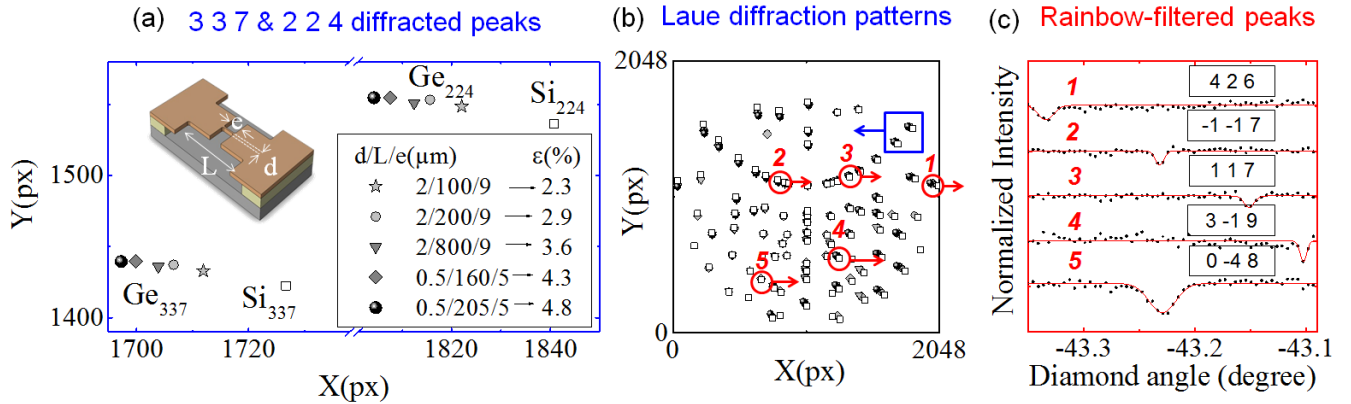 (a) 3 3 7 & 2 2 4 diffracted peaks
1500
1400
Y(px)
1700
1720
1820
1840
X(px)
e
L
d
Ge224
Si224
Ge337
Si337
d/L/e(μm) ε(%)
2/100/9 → 2.3
2/200/9 → 2.9
2/800/9 → 3.6
0.5/160/5 → 4.3
0.5/205/5 → 4.8
(b) Laue diffraction patterns
2048
0
Y(px)
0
2048
X(px)
1
2
3
4
5
(c) Rainbow-filtered peaks
Normalized Intensity
1 4 2 6
2 -1 -1 7
3 1 1 7
4 3 -1 9
5 0 -4 8
-43.3
-43.2
-43.1
Diamond angle (degree)